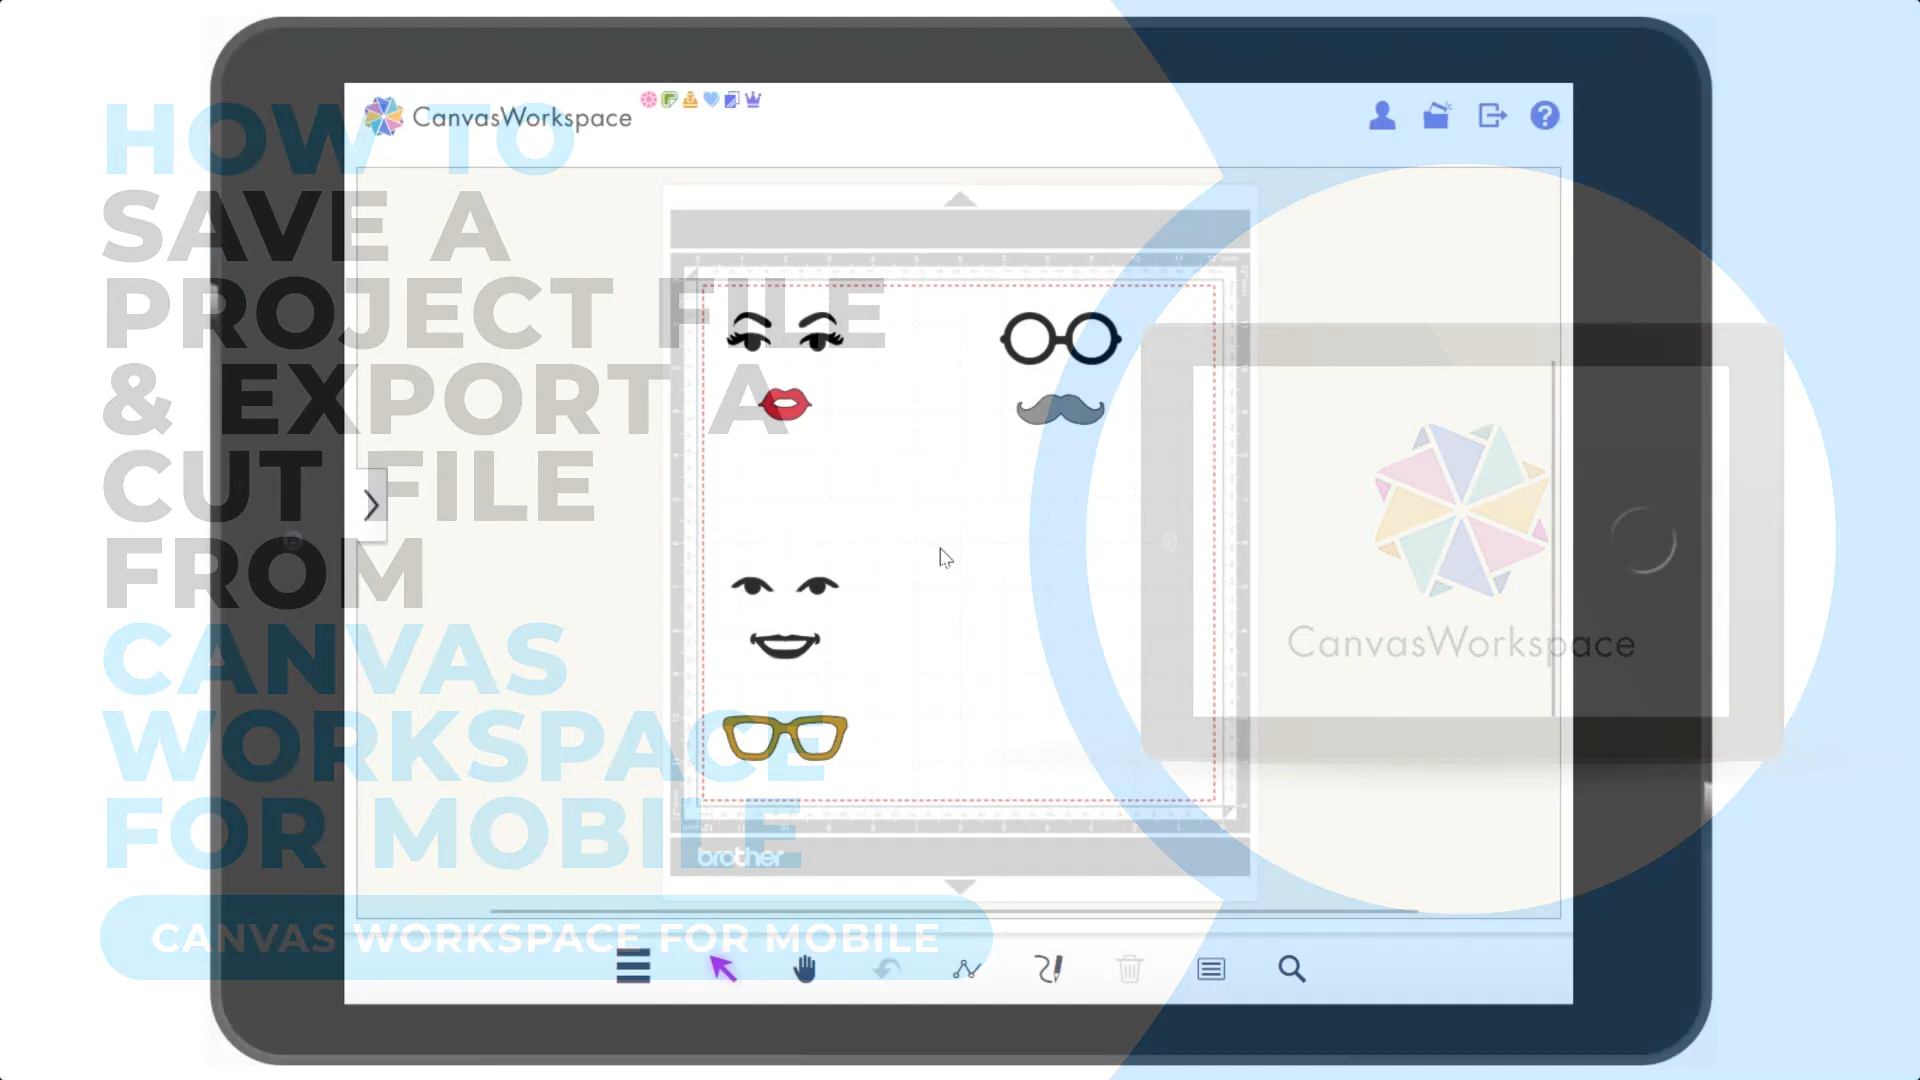 HOW TO
SAVE A
PROJECT FILE
& EXPORT A
CUT FILE
FROM
CANVAS
WORKSPACE
FOR MOBILE
CANVAS WORKSPACE FOR MOBILE
CanvasWorkspace
brother
CanvasWorkspace